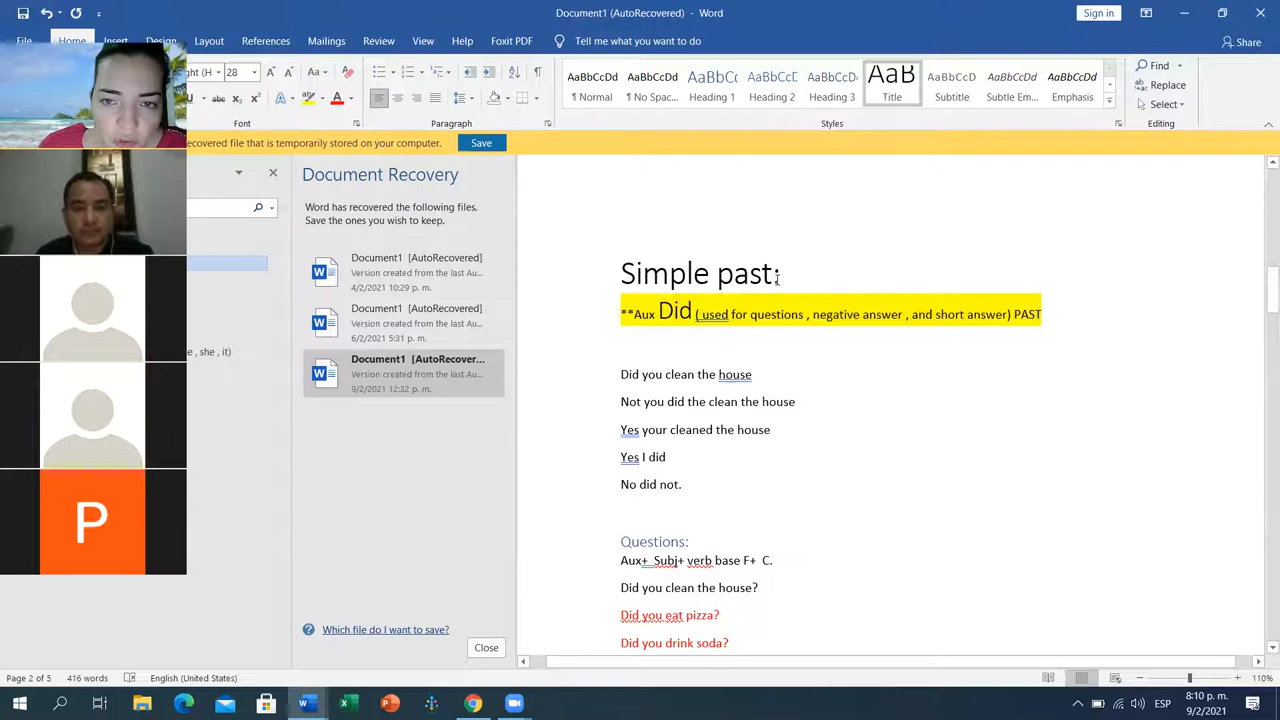 Document1 (AutoRecovered) - Word
Sign in
Home
Insert
Design
Layout
References
Mailings
Review
View
Help
Foxit PDF
Tell me what you want to do
Share
28
Aa
AaBbCcDd
AaBbCcDd
AaBbC
AaBbCcC
AaBbCcD
AaB
AaBbCcD
AaBbCcDd
AaBbCcDd
¶ Normal
¶ No Spac...
Heading 1
Heading 2
Heading 3
Title
Subtitle
Subtle Em...
Emphasis
Find
Replace
Select
Font
Paragraph
Styles
Editing
recovered file that is temporarily stored on your computer.
Save
Document Recovery
Word has recovered the following files.
Save the ones you wish to keep.
Document1 [AutoRecovered]
Version created from the last Au...
4/2/2021 10:29 p. m.
Document1 [AutoRecovered]
Version created from the last Au...
6/2/2021 5:31 p. m.
Document1 [AutoRecover...
Version created from the last Au...
9/2/2021 12:32 p. m.
e , she , it)
Which file do I want to save?
Close
Simple past:
**Aux Did ( used for questions , negative answer , and short answer) PAST
Did you clean the house
Not you did the clean the house
Yes your cleaned the house
Yes I did
No did not.
Questions:
Aux+ Subj+ verb base F+ C.
Did you clean the house?
Did you eat pizza?
Did you drink soda?
P
Page 2 of 5
416 words
English (United States)
110%
ESP
8:10 p. m.
9/2/2021